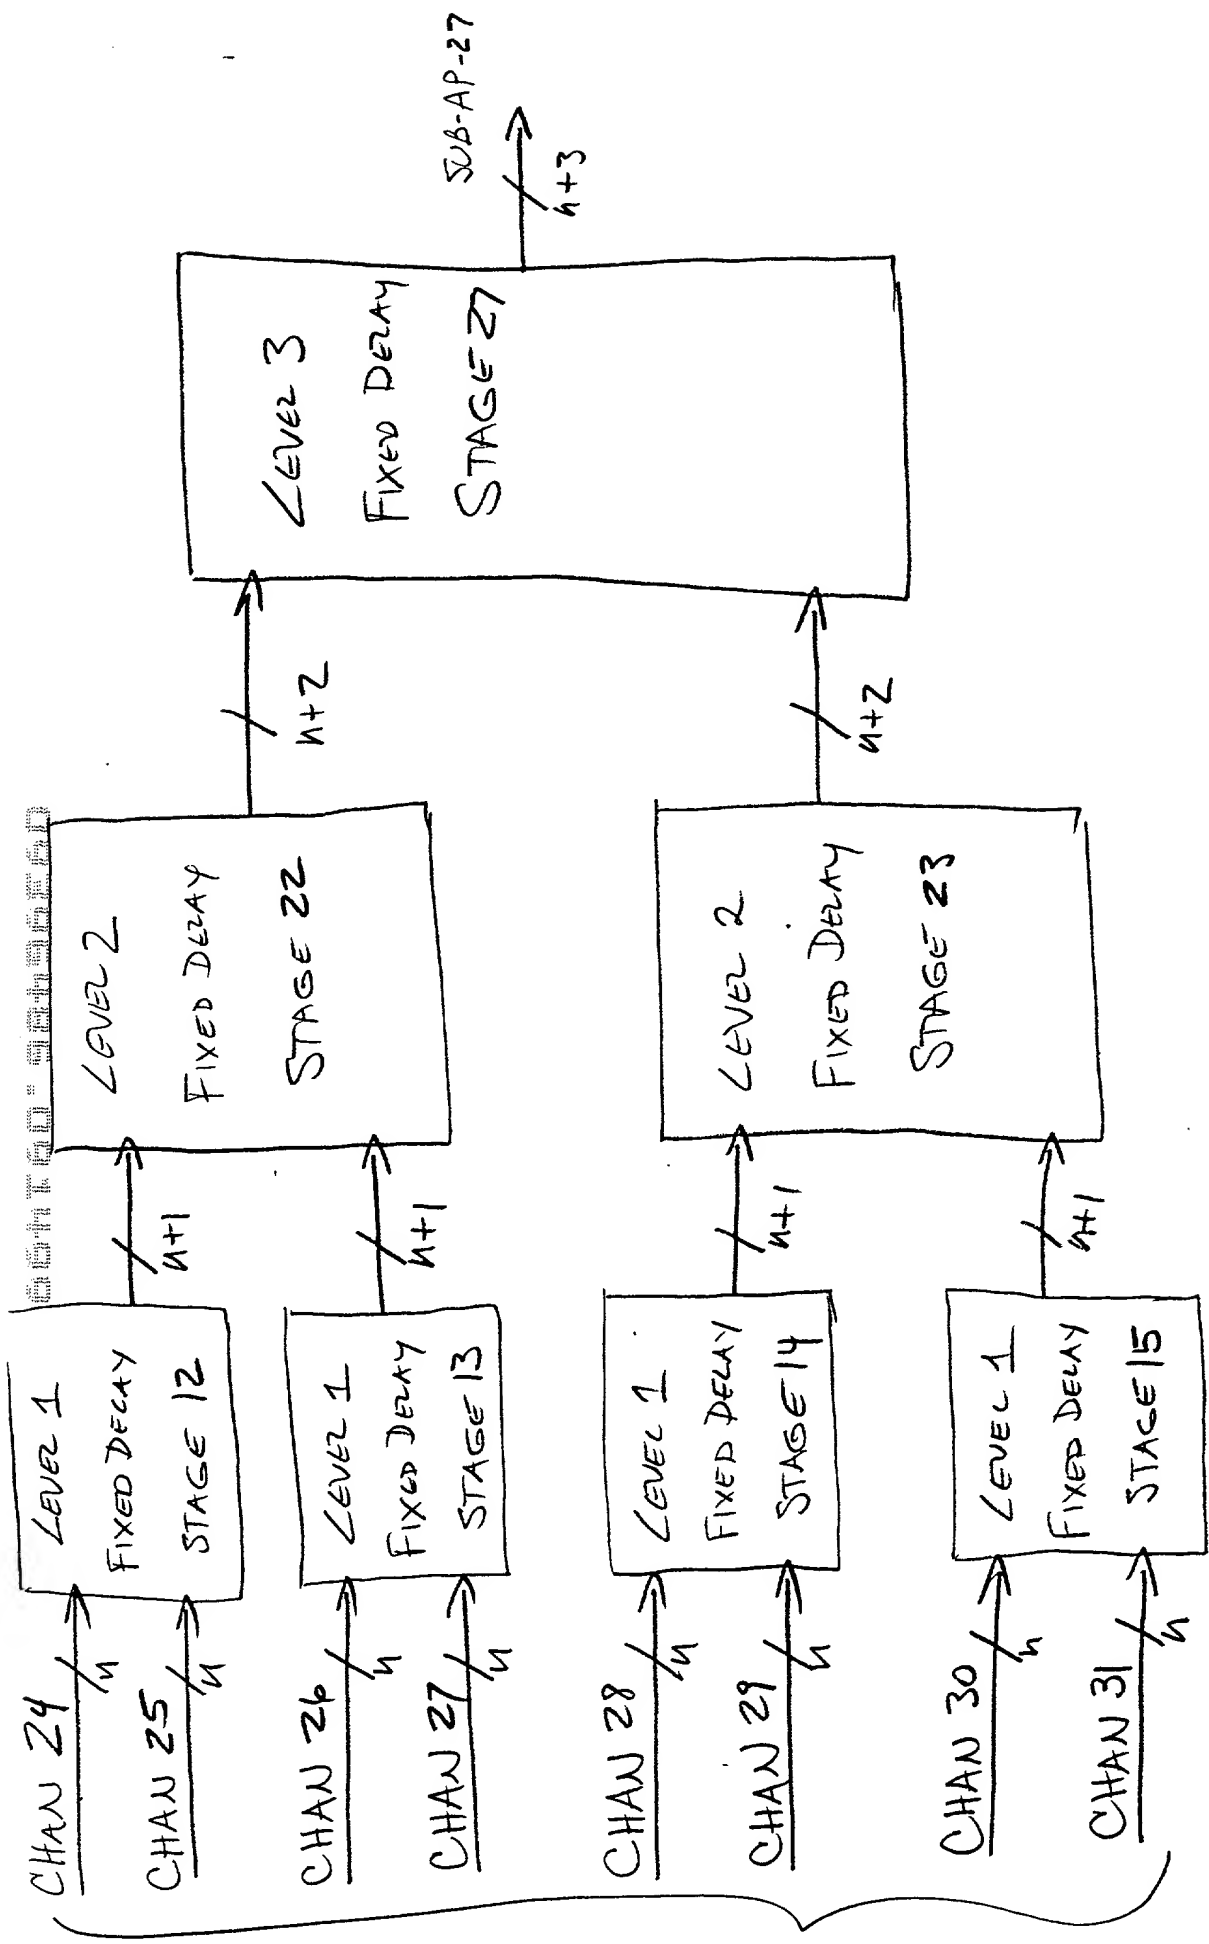 CHAN 24
n
CHAN 25
n
CHAN 26
n
CHAN 27
n
CHAN 28
n
CHAN 29
n
CHAN 30
n
CHAN 31
n
LEVEL 1
FIXED DELAY
STAGE 12
n+1
LEVEL 1
FIXED DELAY
STAGE 13
n+1
LEVEL 1
FIXED DELAY
STAGE 14
n+1
LEVEL 1
FIXED DELAY
STAGE 15
n+1
LEVEL 2
FIXED DELAY
STAGE 22
n+2
LEVEL 2
FIXED DELAY
STAGE 23
n+2
LEVEL 3
FIXED DELAY
STAGE 27
SUB-AP-27
n+3